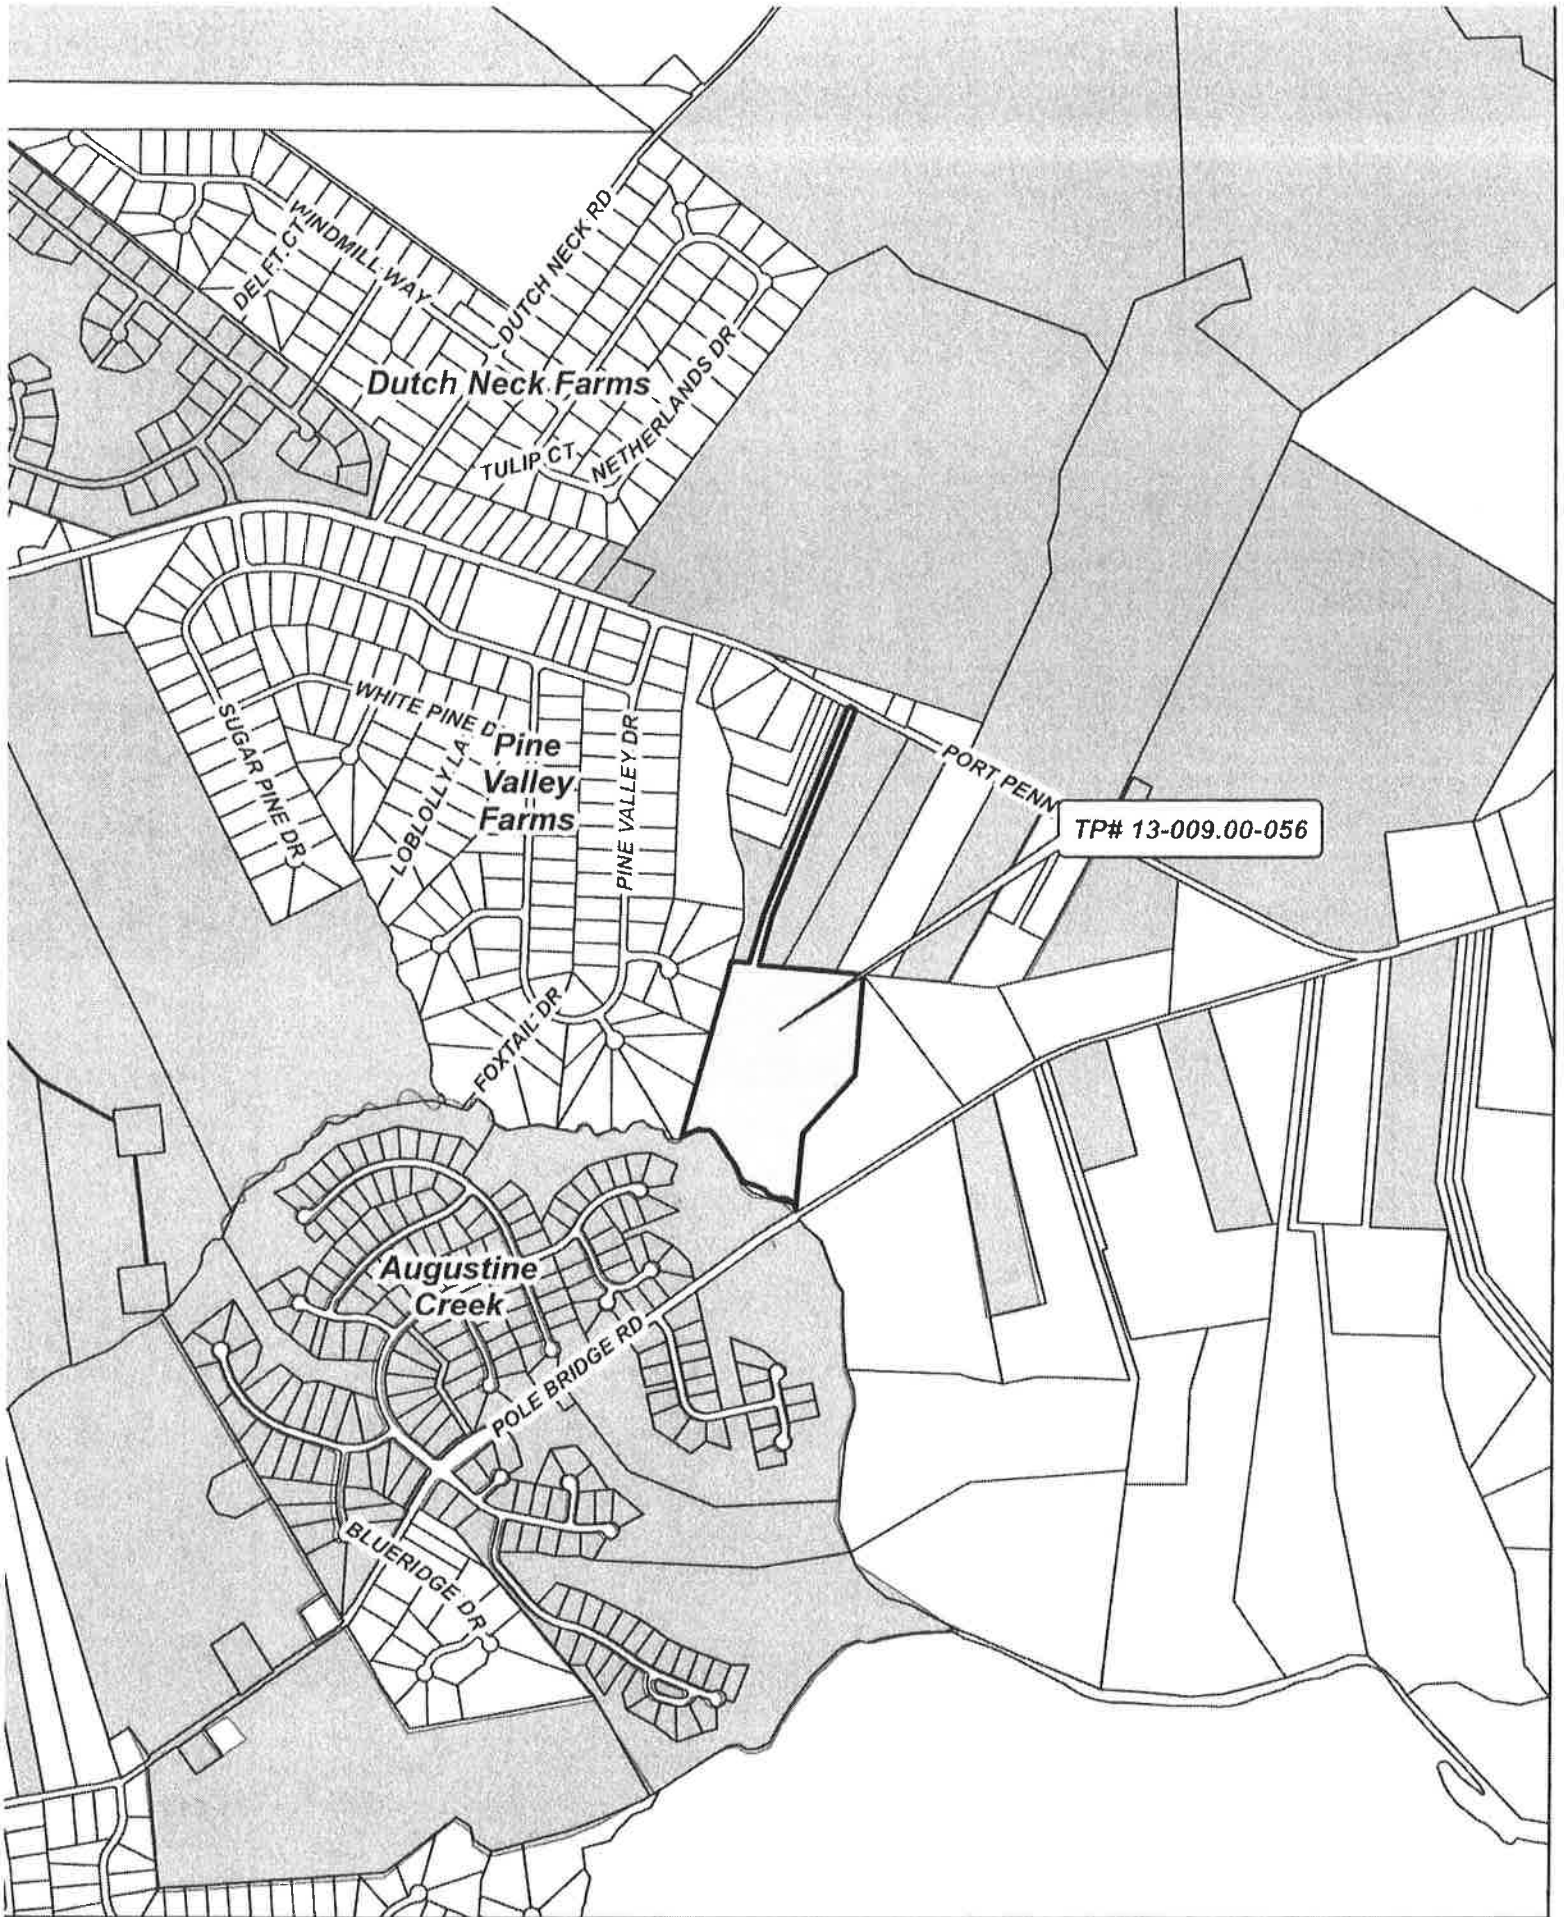 WINDMILL WAY
DELFT CT
DUTCH NECK RD
Dutch Neck Farms
NETHERLANDS DR
TULIP CT
WHITE PINE D
SUGAR PINE DR
LOBLOLLY LA
Pine
Valley
Farms
PINE VALLEY DR
PORT PENN
TP# 13-009.00-056
FOXTAIL DR
Augustine
Creek
POLE BRIDGE RD
BLUERIDGE DR